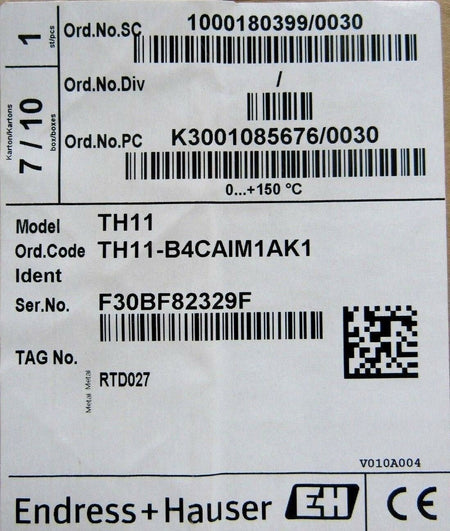 1 st/pcs
Karton/Kartons
7 / 10
box/boxes
Ord.No.SC 1000180399/0030
Ord.No.Div /
Ord.No.PC K3001085676/0030
0...+150 °C
Model TH11
Ord.Code TH11-B4CAIM1AK1
Ident
Ser.No. F30BF82329F
TAG No.
Metal Metal
RTD027
V010A004
Endress+Hauser EH CE